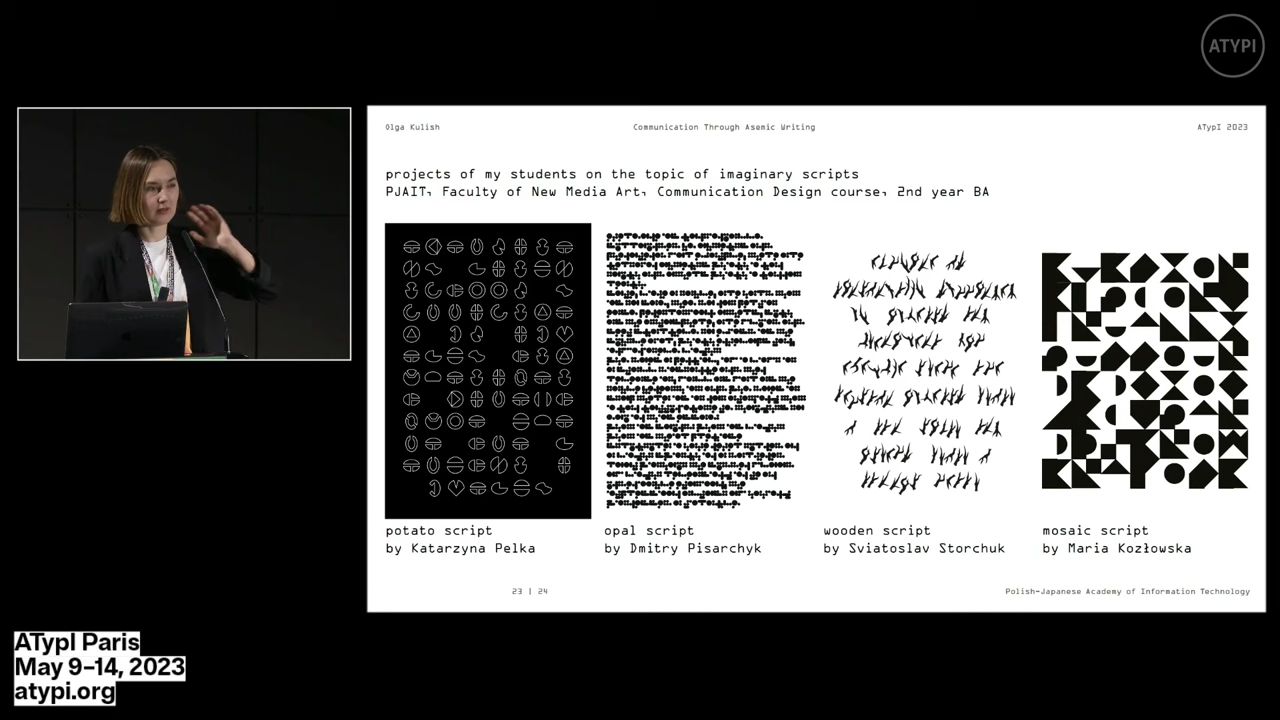 ATYPI
Olga Kulish
Communication Through Asemic Writing
ATypI 2023
projects of my students on the topic of imaginary scripts
PJAIT, Faculty of New Media Art, Communication Design course, 2nd year BA
potato script
by Katarzyna Pelka
opal script
by Dmitry Pisarchyk
wooden script
by Sviatoslav Storchuk
mosaic script
by Maria Kozłowska
23 | 24
Polish-Japanese Academy of Information Technology
ATypI Paris
May 9–14, 2023
atypi.org